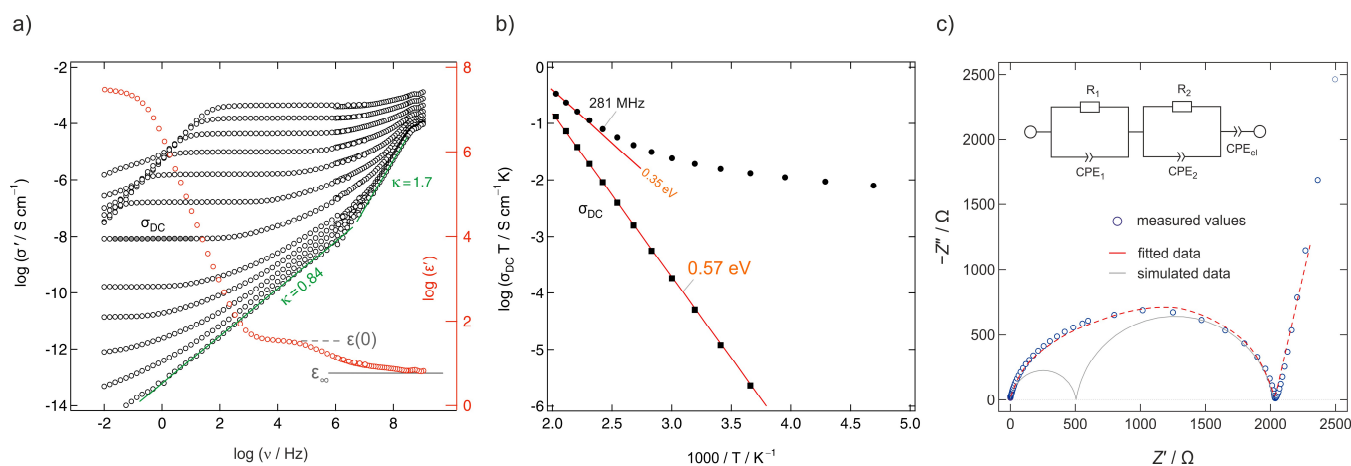 a)
-2
-4
-6
-8
-10
-12
-14
log (σ′ / S cm⁻¹)
σDC
κ=1.7
κ=0.84
ε(0)
ε∞
8
6
4
2
0
log (ε′)
-2
0
2
4
6
8
log (ν / Hz)
b)
0
-1
-2
-3
-4
-5
-6
log (σDC T / S cm⁻¹K)
281 MHz
0.35 eV
σDC
0.57 eV
2.0
2.5
3.0
3.5
4.0
4.5
5.0
1000 / T / K⁻¹
c)
2500
2000
1500
1000
500
0
−Z″ / Ω
R1
R2
CPE1
CPE2
CPEel
measured values
fitted data
simulated data
0
500
1000
1500
2000
2500
Z′ / Ω